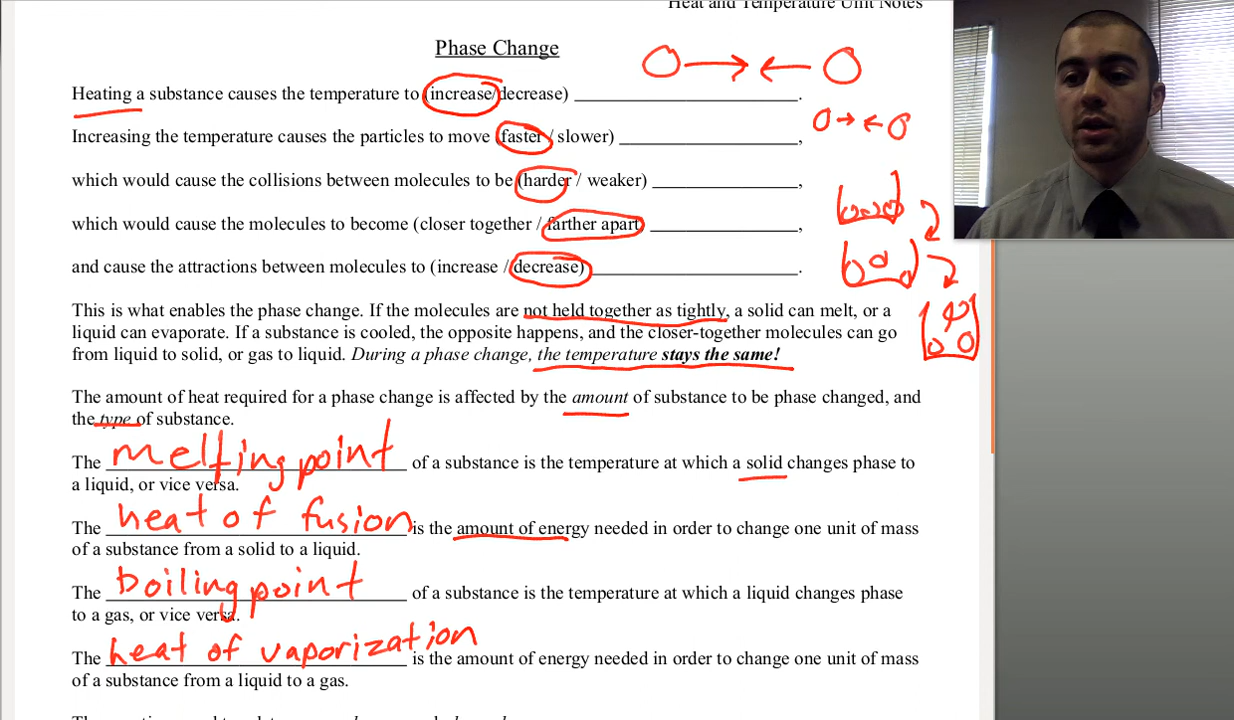 Heat and Temperature Unit Notes
Phase Change
Heating a substance causes the temperature to (increase/decrease) ____________________.
Increasing the temperature causes the particles to move (faster / slower) ____________________,
which would cause the collisions between molecules to be (harder / weaker) ____________________,
which would cause the molecules to become (closer together / farther apart) ____________________,
and cause the attractions between molecules to (increase / decrease) ____________________.
This is what enables the phase change. If the molecules are not held together as tightly, a solid can melt, or a
liquid can evaporate. If a substance is cooled, the opposite happens, and the closer-together molecules can go
from liquid to solid, or gas to liquid. During a phase change, the temperature stays the same!
The amount of heat required for a phase change is affected by the amount of substance to be phase changed, and
the type of substance.
The melting point of a substance is the temperature at which a solid changes phase to
a liquid, or vice versa.
The heat of fusion is the amount of energy needed in order to change one unit of mass
of a substance from a solid to a liquid.
The boiling point of a substance is the temperature at which a liquid changes phase
to a gas, or vice versa.
The heat of vaporization is the amount of energy needed in order to change one unit of mass
of a substance from a liquid to a gas.